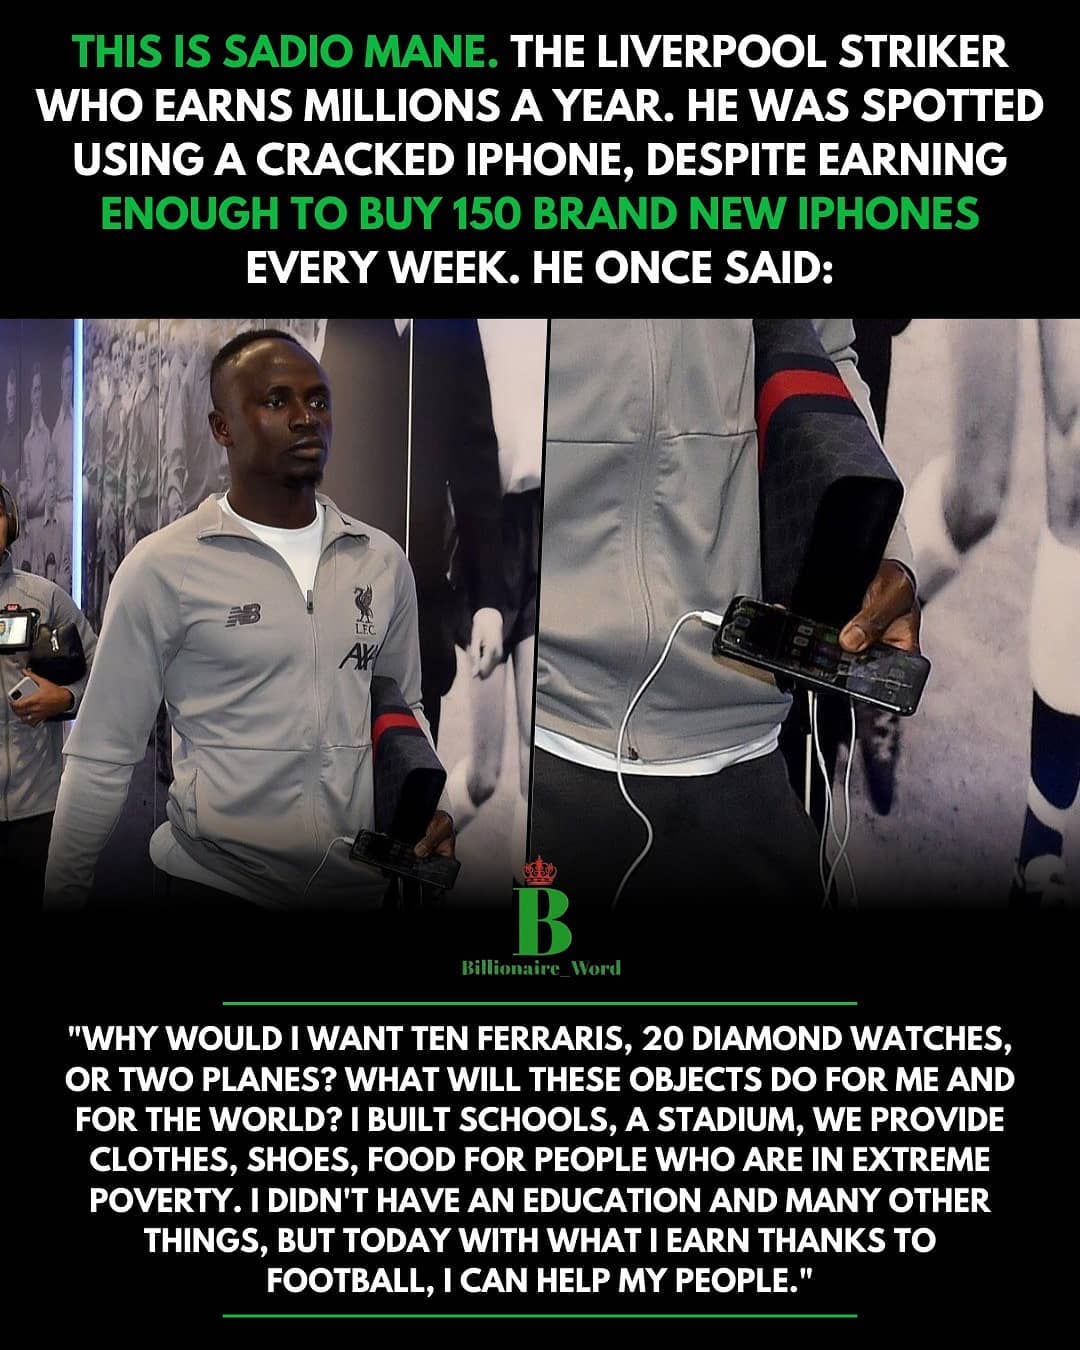 THIS IS SADIO MANE. THE LIVERPOOL STRIKER
WHO EARNS MILLIONS A YEAR. HE WAS SPOTTED
USING A CRACKED IPHONE, DESPITE EARNING
ENOUGH TO BUY 150 BRAND NEW IPHONES
EVERY WEEK. HE ONCE SAID:
NB
L.F.C
AXA
B
Billionaire_Word
"WHY WOULD I WANT TEN FERRARIS, 20 DIAMOND WATCHES,
OR TWO PLANES? WHAT WILL THESE OBJECTS DO FOR ME AND
FOR THE WORLD? I BUILT SCHOOLS, A STADIUM, WE PROVIDE
CLOTHES, SHOES, FOOD FOR PEOPLE WHO ARE IN EXTREME
POVERTY. I DIDN'T HAVE AN EDUCATION AND MANY OTHER
THINGS, BUT TODAY WITH WHAT I EARN THANKS TO
FOOTBALL, I CAN HELP MY PEOPLE."